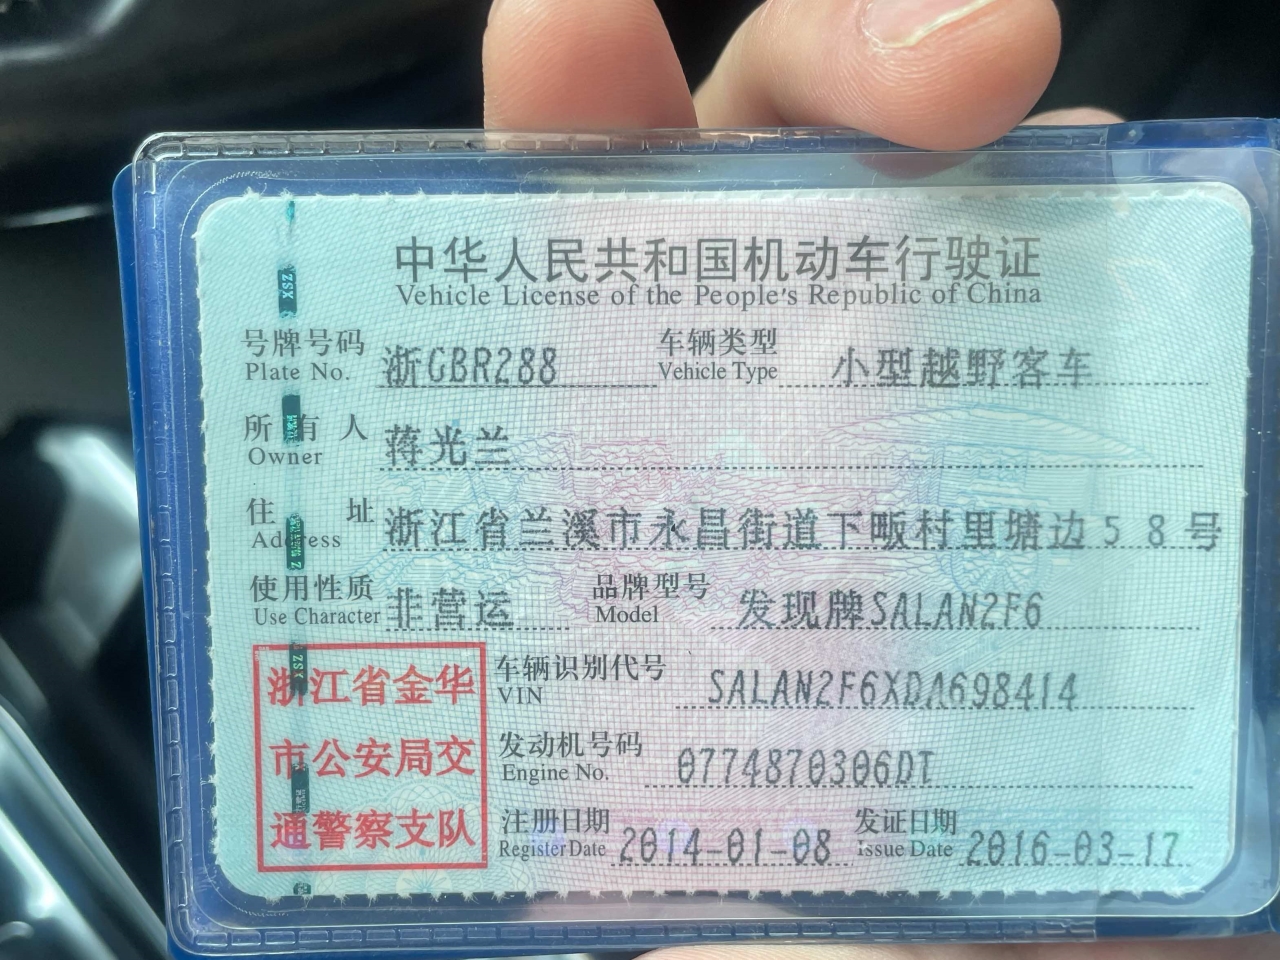 中华人民共和国机动车行驶证
Vehicle License of the People's Republic of China
号牌号码 浙GBR288 车辆类型 小型越野客车
Plate No. Vehicle Type
所有人 蒋光兰
Owner
住址 浙江省兰溪市永昌街道下畈村里塘边58号
Address
使用性质 非营运 品牌型号 发现牌SALAN2F6
Use Character Model
浙江省金华
市公安局交
通警察支队
车辆识别代号 SALAN2F6XDA698414
VIN
发动机号码 0774870306DT
Engine No.
注册日期 2014-01-08 发证日期 2016-03-17
Register Date Issue Date
XSZ
XSZ